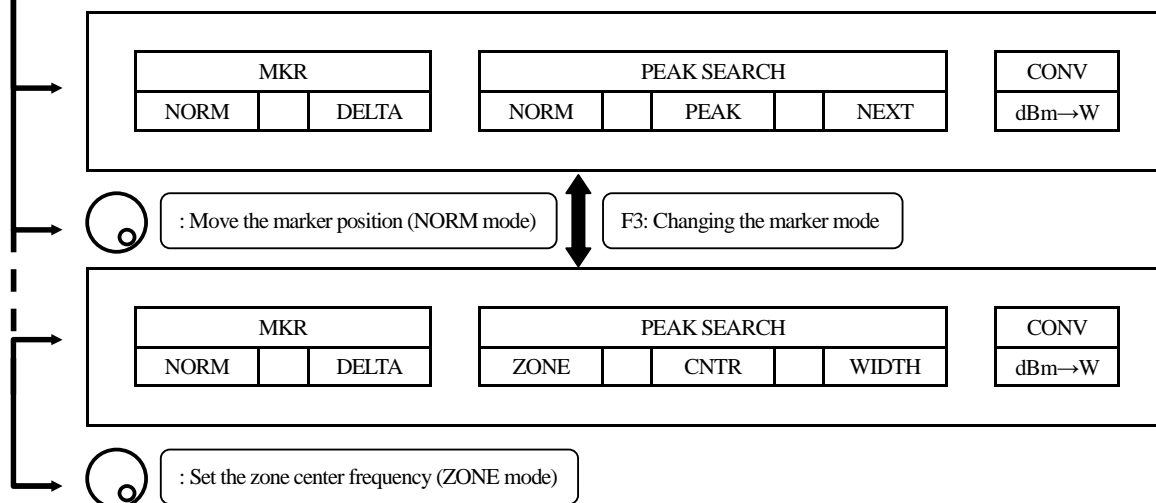 MKR PEAK SEARCH CONV
NORM DELTA NORM PEAK NEXT dBm→W
: Move the marker position (NORM mode) F3: Changing the marker mode
MKR PEAK SEARCH CONV
NORM DELTA ZONE CNTR WIDTH dBm→W
: Set the zone center frequency (ZONE mode)